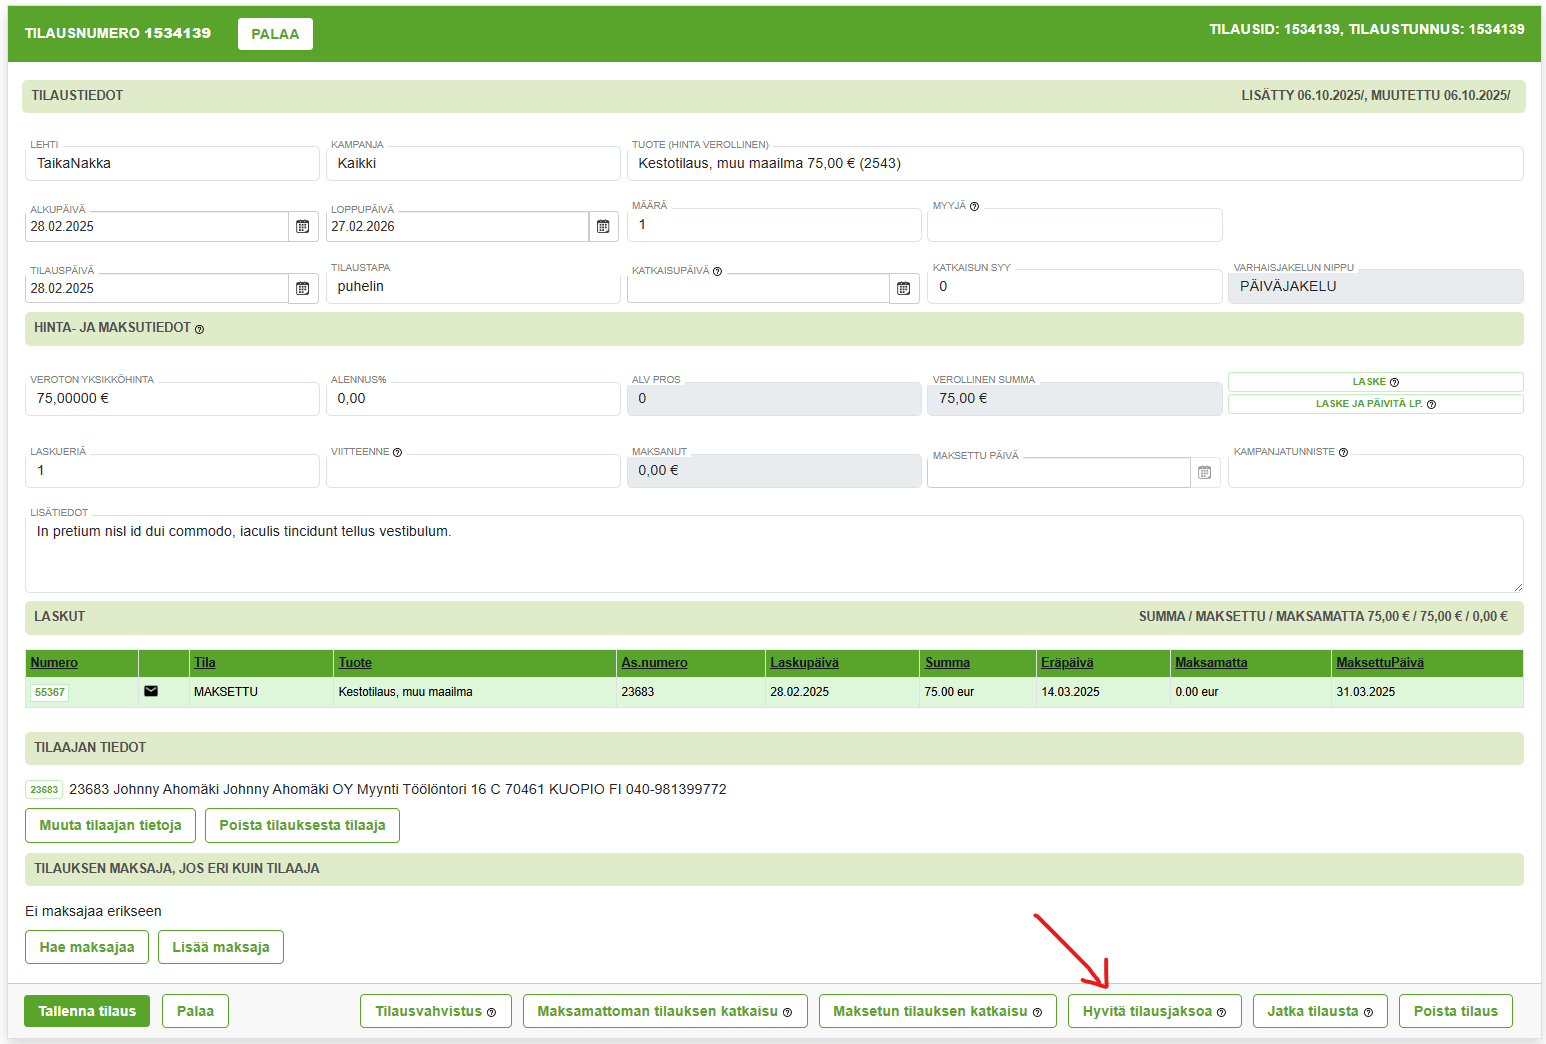 TILAUSNUMERO 1534139 PALAA TILAUSID: 1534139, TILAUSTUNNUS: 1534139
TILAUSTIEDOT LISÄTTY 06.10.2025/, MUUTETTU 06.10.2025/
LEHTI KAMPANJA TUOTE (HINTA VEROLLINEN)
TaikaNakka Kaikki Kestotilaus, muu maailma 75,00 € (2543)
ALKUPÄIVÄ LOPPUPÄIVÄ MÄÄRÄ MYYJÄ
28.02.2025 27.02.2026 1
TILAUSPÄIVÄ TILAUSTAPA KATKAISUPÄIVÄ KATKAISUN SYY VARHAISJAKELUN NIPPU
28.02.2025 puhelin 0 PÄIVÄJAKELU
HINTA- JA MAKSUTIEDOT
VEROTON YKSIKKÖHINTA ALENNUS% ALV PROS VEROLLINEN SUMMA LASKE
75,00000 € 0,00 0 75,00 € LASKE JA PÄIVITÄ LP.
LASKUERIÄ VIITTEENNE MAKSANUT MAKSETTU PÄIVÄ KAMPANJATUNNISTE
1 0,00 €
LISÄTIEDOT
In pretium nisl id dui commodo, iaculis tincidunt tellus vestibulum.
LASKUT SUMMA / MAKSETTU / MAKSAMATTA 75,00 € / 75,00 € / 0,00 €
Numero Tila Tuote As.numero Laskupäivä Summa Eräpäivä Maksamatta MaksettuPäivä
55367 MAKSETTU Kestotilaus, muu maailma 23683 28.02.2025 75.00 eur 14.03.2025 0.00 eur 31.03.2025
TILAAJAN TIEDOT
23683 23683 Johnny Ahomäki Johnny Ahomäki OY Myynti Töölöntori 16 C 70461 KUOPIO FI 040-981399772
Muuta tilaajan tietoja Poista tilauksesta tilaaja
TILAUKSEN MAKSAJA, JOS ERI KUIN TILAAJA
Ei maksajaa erikseen
Hae maksajaa Lisää maksaja
Tallenna tilaus Palaa Tilausvahvistus Maksamattoman tilauksen katkaisu Maksetun tilauksen katkaisu Hyvitä tilausjaksoa Jatka tilausta Poista tilaus